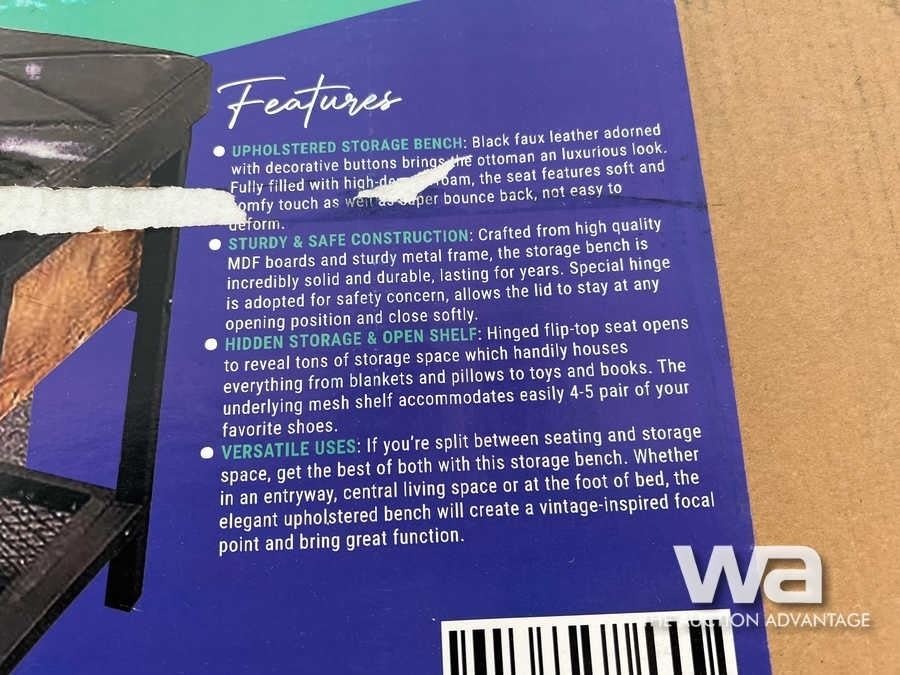 Features
UPHOLSTERED STORAGE BENCH: Black faux leather adorned
with decorative buttons brings the ottoman an luxurious look.
Fully filled with high-de foam, the seat features soft and
omfy touch as well as super bounce back, not easy to
deform.
STURDY & SAFE CONSTRUCTION: Crafted from high quality
MDF boards and sturdy metal frame, the storage bench is
incredibly solid and durable, lasting for years. Special hinge
is adopted for safety concern, allows the lid to stay at any
opening position and close softly.
HIDDEN STORAGE & OPEN SHELF: Hinged flip-top seat opens
to reveal tons of storage space which handily houses
everything from blankets and pillows to toys and books. The
underlying mesh shelf accommodates easily 4-5 pair of your
favorite shoes.
VERSATILE USES: If you're split between seating and storage
space, get the best of both with this storage bench. Whether
in an entryway, central living space or at the foot of bed, the
elegant upholstered bench will create a vintage-inspired focal
point and bring great function.
wa
THE AUCTION ADVANTAGE